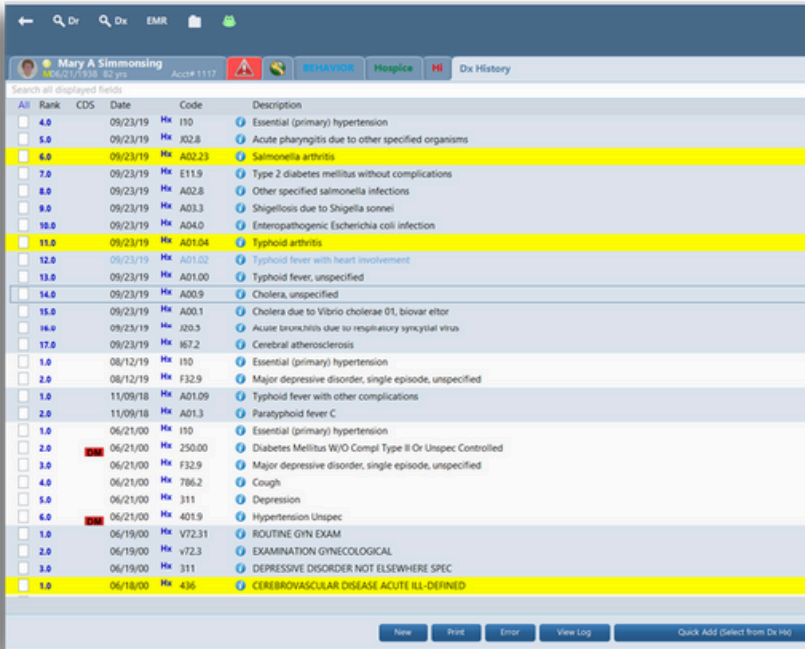 Dr Dx EMR
Mary A Simmonsing
06/21/1938 82 yrs Acct# 1117
BEHAVIOR Hospice HI Dx History
Search all displayed fields
All Rank CDS Date Code Description
4.0 09/23/19 Hx I10 Essential (primary) hypertension
5.0 09/23/19 Hx J02.8 Acute pharyngitis due to other specified organisms
6.0 09/23/19 Hx A02.23 Salmonella arthritis
7.0 09/23/19 Hx E11.9 Type 2 diabetes mellitus without complications
8.0 09/23/19 Hx A02.8 Other specified salmonella infections
9.0 09/23/19 Hx A03.3 Shigellosis due to Shigella sonnei
10.0 09/23/19 Hx A04.0 Enteropathogenic Escherichia coli infection
11.0 09/23/19 Hx A01.04 Typhoid arthritis
12.0 09/23/19 Hx A01.02 Typhoid fever with heart involvement
13.0 09/23/19 Hx A01.00 Typhoid fever, unspecified
14.0 09/23/19 Hx A00.9 Cholera, unspecified
15.0 09/23/19 Hx A00.1 Cholera due to Vibrio cholerae 01, biovar eltor
16.0 09/23/19 Hx J20.5 Acute bronchitis due to respiratory syncytial virus
17.0 09/23/19 Hx I67.2 Cerebral atherosclerosis
1.0 08/12/19 Hx I10 Essential (primary) hypertension
2.0 08/12/19 Hx F32.9 Major depressive disorder, single episode, unspecified
1.0 11/09/18 Hx A01.09 Typhoid fever with other complications
2.0 11/09/18 Hx A01.3 Paratyphoid fever C
1.0 06/21/00 Hx I10 Essential (primary) hypertension
2.0 DM 06/21/00 Hx 250.00 Diabetes Mellitus W/O Compl Type II Or Unspec Controlled
3.0 06/21/00 Hx F32.9 Major depressive disorder, single episode, unspecified
4.0 06/21/00 Hx 786.2 Cough
5.0 06/21/00 Hx 311 Depression
6.0 DM 06/21/00 Hx 401.9 Hypertension Unspec
1.0 06/19/00 Hx V72.31 ROUTINE GYN EXAM
2.0 06/19/00 Hx v72.3 EXAMINATION GYNECOLOGICAL
3.0 06/19/00 Hx 311 DEPRESSIVE DISORDER NOT ELSEWHERE SPEC
1.0 06/18/00 Hx 436 CEREBROVASCULAR DISEASE ACUTE ILL-DEFINED
New Print Error View Log Quick Add (Select from Dx Hx)